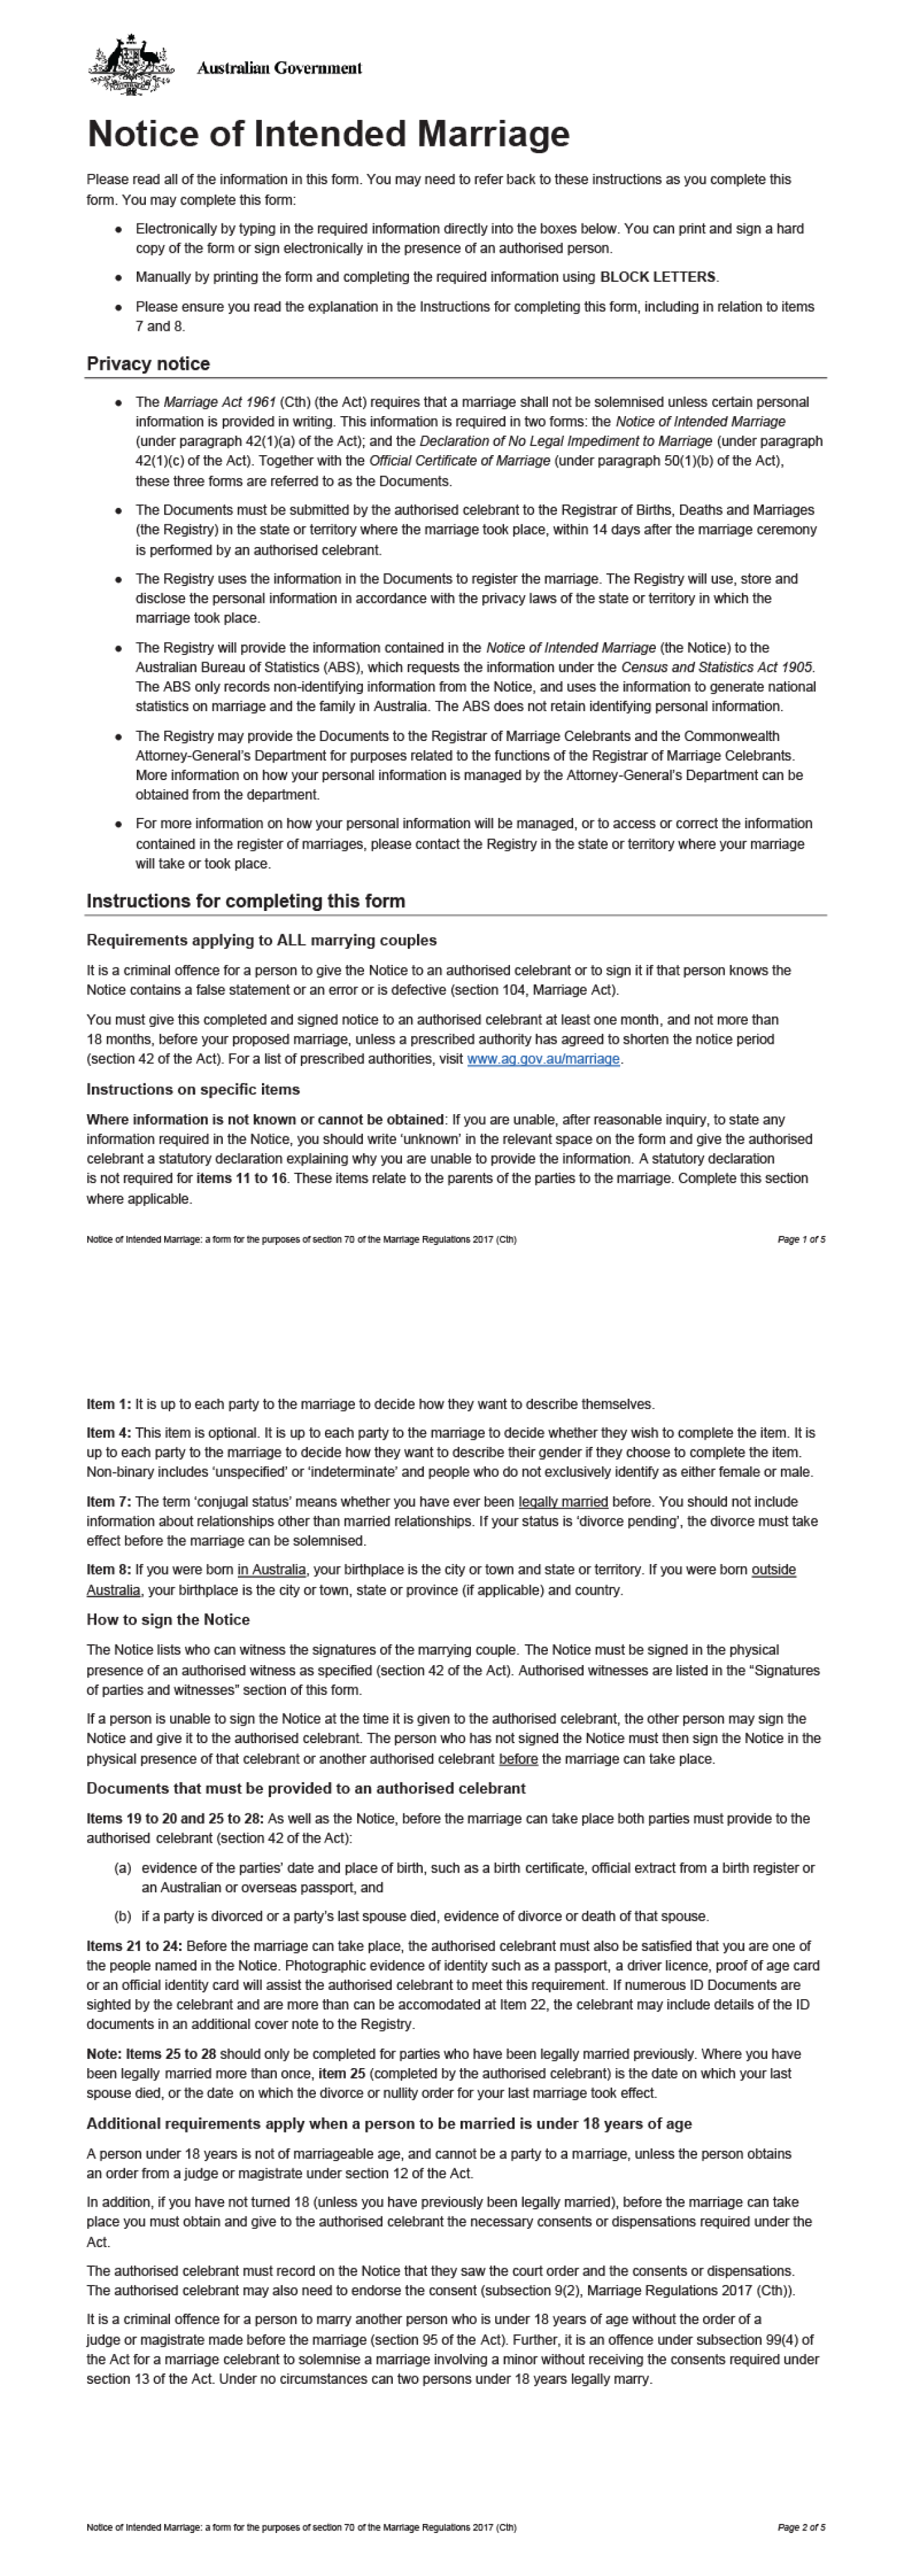 Australian Government
Notice of Intended Marriage
Please read all of the information in this form. You may need to refer back to these instructions as you complete this
form. You may complete this form:
● Electronically by typing in the required information directly into the boxes below. You can print and sign a hard
copy of the form or sign electronically in the presence of an authorised person.
● Manually by printing the form and completing the required information using BLOCK LETTERS.
● Please ensure you read the explanation in the Instructions for completing this form, including in relation to items
7 and 8.
Privacy notice
● The Marriage Act 1961 (Cth) (the Act) requires that a marriage shall not be solemnised unless certain personal
information is provided in writing. This information is required in two forms: the Notice of Intended Marriage
(under paragraph 42(1)(a) of the Act); and the Declaration of No Legal Impediment to Marriage (under paragraph
42(1)(c) of the Act). Together with the Official Certificate of Marriage (under paragraph 50(1)(b) of the Act),
these three forms are referred to as the Documents.
● The Documents must be submitted by the authorised celebrant to the Registrar of Births, Deaths and Marriages
(the Registry) in the state or territory where the marriage took place, within 14 days after the marriage ceremony
is performed by an authorised celebrant.
● The Registry uses the information in the Documents to register the marriage. The Registry will use, store and
disclose the personal information in accordance with the privacy laws of the state or territory in which the
marriage took place.
● The Registry will provide the information contained in the Notice of Intended Marriage (the Notice) to the
Australian Bureau of Statistics (ABS), which requests the information under the Census and Statistics Act 1905.
The ABS only records non-identifying information from the Notice, and uses the information to generate national
statistics on marriage and the family in Australia. The ABS does not retain identifying personal information.
● The Registry may provide the Documents to the Registrar of Marriage Celebrants and the Commonwealth
Attorney-General's Department for purposes related to the functions of the Registrar of Marriage Celebrants.
More information on how your personal information is managed by the Attorney-General's Department can be
obtained from the department.
● For more information on how your personal information will be managed, or to access or correct the information
contained in the register of marriages, please contact the Registry in the state or territory where your marriage
will take or took place.
Instructions for completing this form
Requirements applying to ALL marrying couples
It is a criminal offence for a person to give the Notice to an authorised celebrant or to sign it if that person knows the
Notice contains a false statement or an error or is defective (section 104, Marriage Act).
You must give this completed and signed notice to an authorised celebrant at least one month, and not more than
18 months, before your proposed marriage, unless a prescribed authority has agreed to shorten the notice period
(section 42 of the Act). For a list of prescribed authorities, visit www.ag.gov.au/marriage.
Instructions on specific items
Where information is not known or cannot be obtained: If you are unable, after reasonable inquiry, to state any
information required in the Notice, you should write 'unknown' in the relevant space on the form and give the authorised
celebrant a statutory declaration explaining why you are unable to provide the information. A statutory declaration
is not required for items 11 to 16. These items relate to the parents of the parties to the marriage. Complete this section
where applicable.
Notice of Intended Marriage: a form for the purposes of section 70 of the Marriage Regulations 2017 (Cth) Page 1 of 5
Item 1: It is up to each party to the marriage to decide how they want to describe themselves.
Item 4: This item is optional. It is up to each party to the marriage to decide whether they wish to complete the item. It is
up to each party to the marriage to decide how they want to describe their gender if they choose to complete the item.
Non-binary includes 'unspecified' or 'indeterminate' and people who do not exclusively identify as either female or male.
Item 7: The term 'conjugal status' means whether you have ever been legally married before. You should not include
information about relationships other than married relationships. If your status is 'divorce pending', the divorce must take
effect before the marriage can be solemnised.
Item 8: If you were born in Australia, your birthplace is the city or town and state or territory. If you were born outside
Australia, your birthplace is the city or town, state or province (if applicable) and country.
How to sign the Notice
The Notice lists who can witness the signatures of the marrying couple. The Notice must be signed in the physical
presence of an authorised witness as specified (section 42 of the Act). Authorised witnesses are listed in the "Signatures
of parties and witnesses" section of this form.
If a person is unable to sign the Notice at the time it is given to the authorised celebrant, the other person may sign the
Notice and give it to the authorised celebrant. The person who has not signed the Notice must then sign the Notice in the
physical presence of that celebrant or another authorised celebrant before the marriage can take place.
Documents that must be provided to an authorised celebrant
Items 19 to 20 and 25 to 28: As well as the Notice, before the marriage can take place both parties must provide to the
authorised celebrant (section 42 of the Act):
(a) evidence of the parties' date and place of birth, such as a birth certificate, official extract from a birth register or
an Australian or overseas passport, and
(b) if a party is divorced or a party's last spouse died, evidence of divorce or death of that spouse.
Items 21 to 24: Before the marriage can take place, the authorised celebrant must also be satisfied that you are one of
the people named in the Notice. Photographic evidence of identity such as a passport, a driver licence, proof of age card
or an official identity card will assist the authorised celebrant to meet this requirement. If numerous ID Documents are
sighted by the celebrant and are more than can be accomodated at Item 22, the celebrant may include details of the ID
documents in an additional cover note to the Registry.
Note: Items 25 to 28 should only be completed for parties who have been legally married previously. Where you have
been legally married more than once, item 25 (completed by the authorised celebrant) is the date on which your last
spouse died, or the date on which the divorce or nullity order for your last marriage took effect.
Additional requirements apply when a person to be married is under 18 years of age
A person under 18 years is not of marriageable age, and cannot be a party to a marriage, unless the person obtains
an order from a judge or magistrate under section 12 of the Act.
In addition, if you have not turned 18 (unless you have previously been legally married), before the marriage can take
place you must obtain and give to the authorised celebrant the necessary consents or dispensations required under the
Act.
The authorised celebrant must record on the Notice that they saw the court order and the consents or dispensations.
The authorised celebrant may also need to endorse the consent (subsection 9(2), Marriage Regulations 2017 (Cth)).
It is a criminal offence for a person to marry another person who is under 18 years of age without the order of a
judge or magistrate made before the marriage (section 95 of the Act). Further, it is an offence under subsection 99(4) of
the Act for a marriage celebrant to solemnise a marriage involving a minor without receiving the consents required under
section 13 of the Act. Under no circumstances can two persons under 18 years legally marry.
Notice of Intended Marriage: a form for the purposes of section 70 of the Marriage Regulations 2017 (Cth) Page 2 of 5